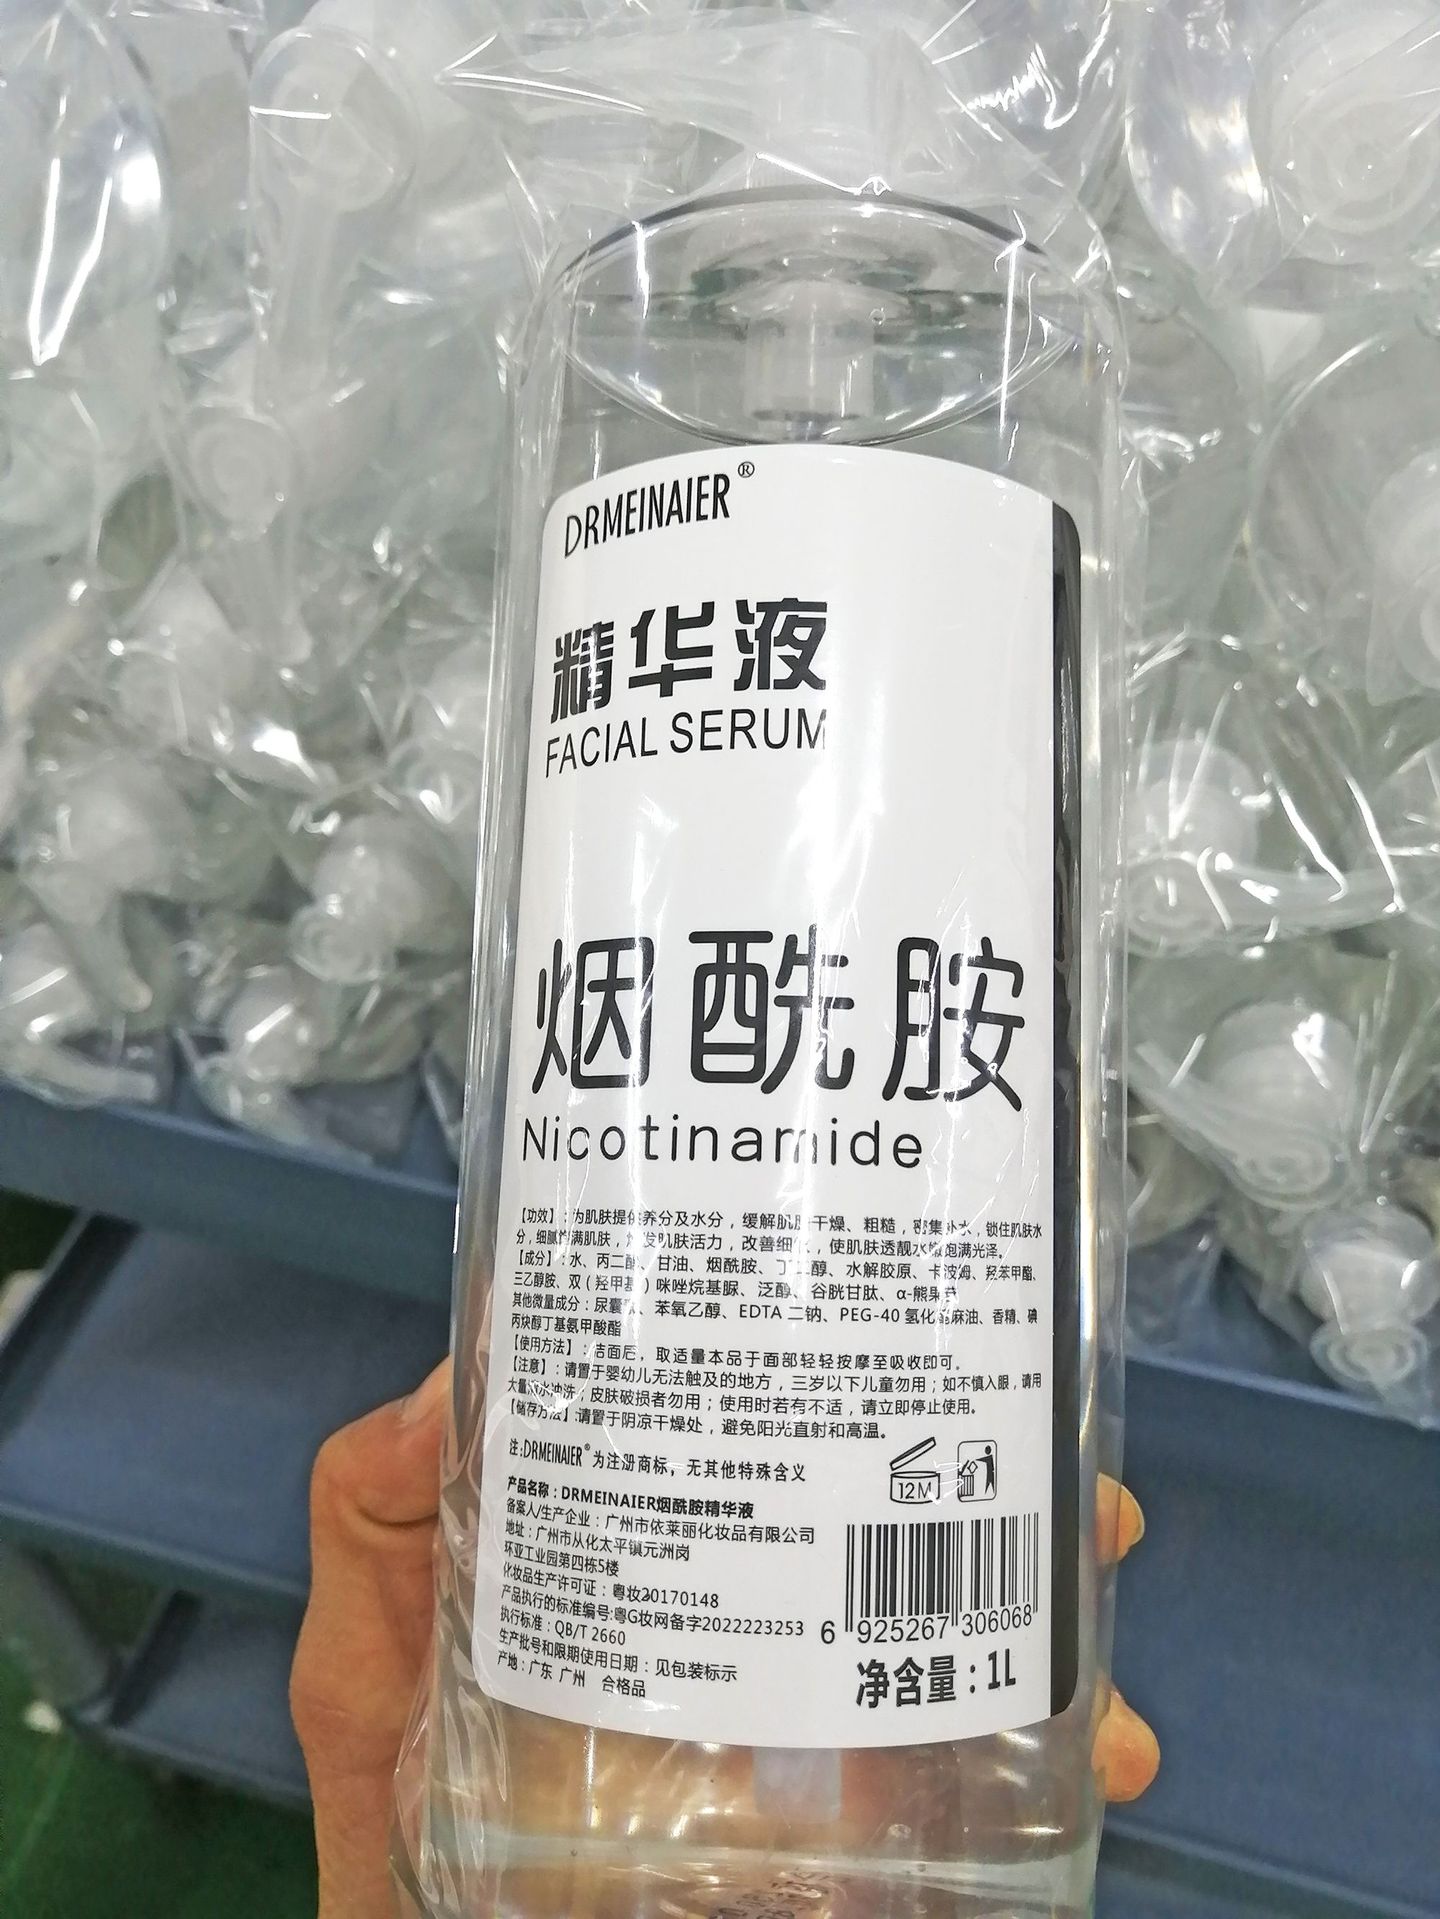 DRMEINAIER®
精华液
FACIAL SERUM
烟酰胺
Nicotinamide
【功效】:为肌肤提供养分及水分，缓解肌肤干燥、粗糙，密集补水，锁住肌肤水
分，细腻饱满肌肤，焕发肌肤活力，改善细纹，使肌肤透靓水嫩饱满光泽。
【成分】:水、丙二醇、甘油、烟酰胺、丁二醇、水解胶原、卡波姆、羟苯甲酯、
三乙醇胺、双（羟甲基）咪唑烷基脲、泛醇、谷胱甘肽、α-熊果苷
其他微量成分：尿囊素、苯氧乙醇、EDTA 二钠、PEG-40 氢化蓖麻油、香精、碘
丙炔醇丁基氨甲酸酯
【使用方法】:洁面后，取适量本品于面部轻轻按摩至吸收即可。
【注意】:请置于婴幼儿无法触及的地方，三岁以下儿童勿用；如不慎入眼，请用
大量清水冲洗，皮肤破损者勿用；使用时若有不适，请立即停止使用。
【储存方法】:请置于阴凉干燥处，避免阳光直射和高温。
注:DRMEINAIER®为注册商标，无其他特殊含义
12M
产品名称：DRMEINAIER烟酰胺精华液
备案人/生产企业：广州市依莱丽化妆品有限公司
地址：广州市从化太平镇元洲岗
环亚工业园第四栋5楼
化妆品生产许可证：粤妆20170148
产品执行的标准编号:粤G妆网备字2022223253
执行标准：QB/T 2660
生产批号和限期使用日期：见包装标示
产地：广东 广州 合格品
6 925267 306068
净含量：1L